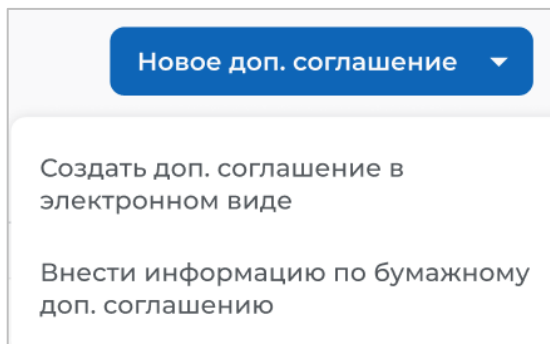 Новое доп. соглашение
Создать доп. соглашение в
электронном виде
Внести информацию по бумажному
доп. соглашению